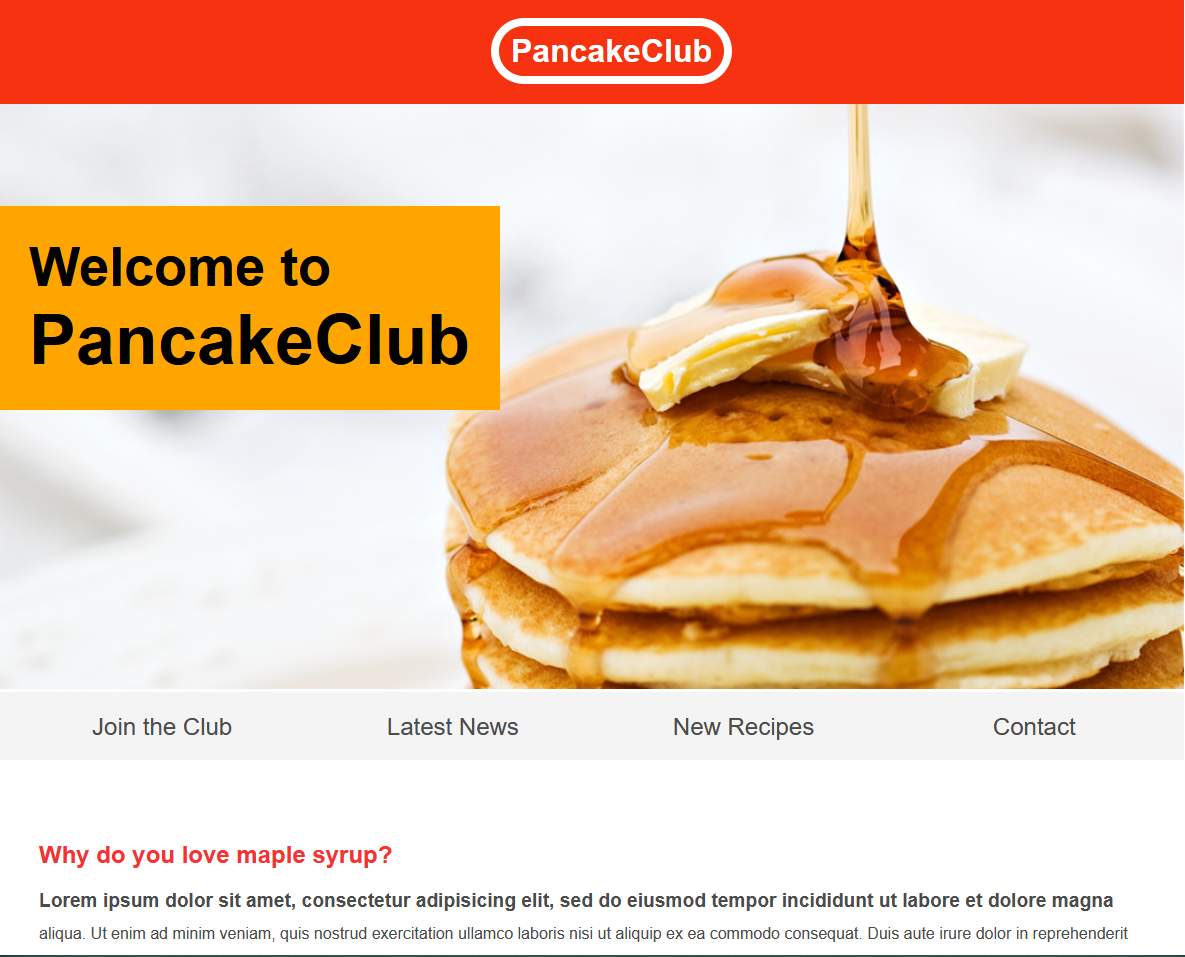 PancakeClub
Welcome to
PancakeClub
Join the Club
Latest News
New Recipes
Contact
Why do you love maple syrup?
Lorem ipsum dolor sit amet, consectetur adipisicing elit, sed do eiusmod tempor incididunt ut labore et dolore magna
aliqua. Ut enim ad minim veniam, quis nostrud exercitation ullamco laboris nisi ut aliquip ex ea commodo consequat. Duis aute irure dolor in reprehenderit